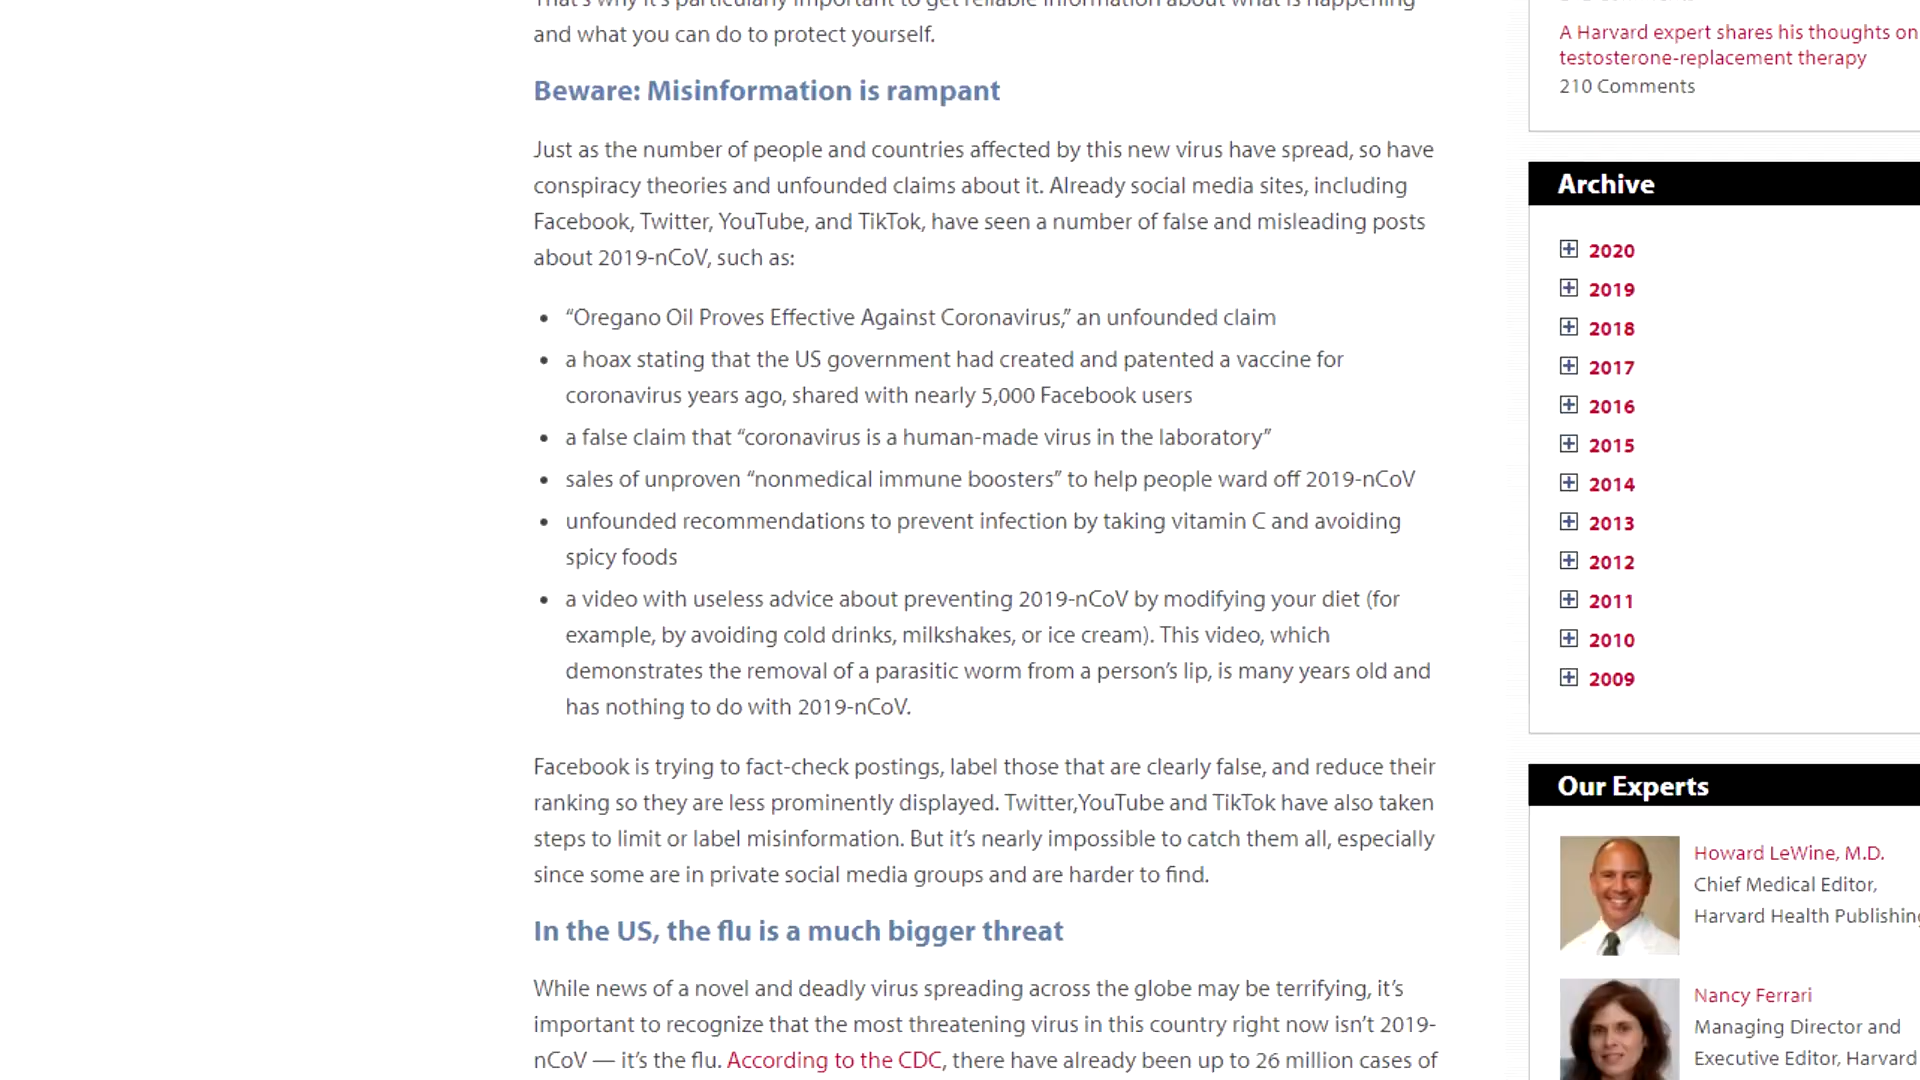 That's why it's particularly important to get reliable information about what is happening
and what you can do to protect yourself.
Beware: Misinformation is rampant
Just as the number of people and countries affected by this new virus have spread, so have
conspiracy theories and unfounded claims about it. Already social media sites, including
Facebook, Twitter, YouTube, and TikTok, have seen a number of false and misleading posts
about 2019-nCoV, such as:
• “Oregano Oil Proves Effective Against Coronavirus,” an unfounded claim
• a hoax stating that the US government had created and patented a vaccine for
coronavirus years ago, shared with nearly 5,000 Facebook users
• a false claim that “coronavirus is a human-made virus in the laboratory”
• sales of unproven “nonmedical immune boosters” to help people ward off 2019-nCoV
• unfounded recommendations to prevent infection by taking vitamin C and avoiding
spicy foods
• a video with useless advice about preventing 2019-nCoV by modifying your diet (for
example, by avoiding cold drinks, milkshakes, or ice cream). This video, which
demonstrates the removal of a parasitic worm from a person’s lip, is many years old and
has nothing to do with 2019-nCoV.
Facebook is trying to fact-check postings, label those that are clearly false, and reduce their
ranking so they are less prominently displayed. Twitter,YouTube and TikTok have also taken
steps to limit or label misinformation. But it’s nearly impossible to catch them all, especially
since some are in private social media groups and are harder to find.
In the US, the flu is a much bigger threat
While news of a novel and deadly virus spreading across the globe may be terrifying, it’s
important to recognize that the most threatening virus in this country right now isn’t 2019-
nCoV — it’s the flu. According to the CDC, there have already been up to 26 million cases of
A Harvard expert shares his thoughts on
testosterone-replacement therapy
210 Comments
Archive
2020
2019
2018
2017
2016
2015
2014
2013
2012
2011
2010
2009
Our Experts
Howard LeWine, M.D.
Chief Medical Editor,
Harvard Health Publishing
Nancy Ferrari
Managing Director and
Executive Editor, Harvard